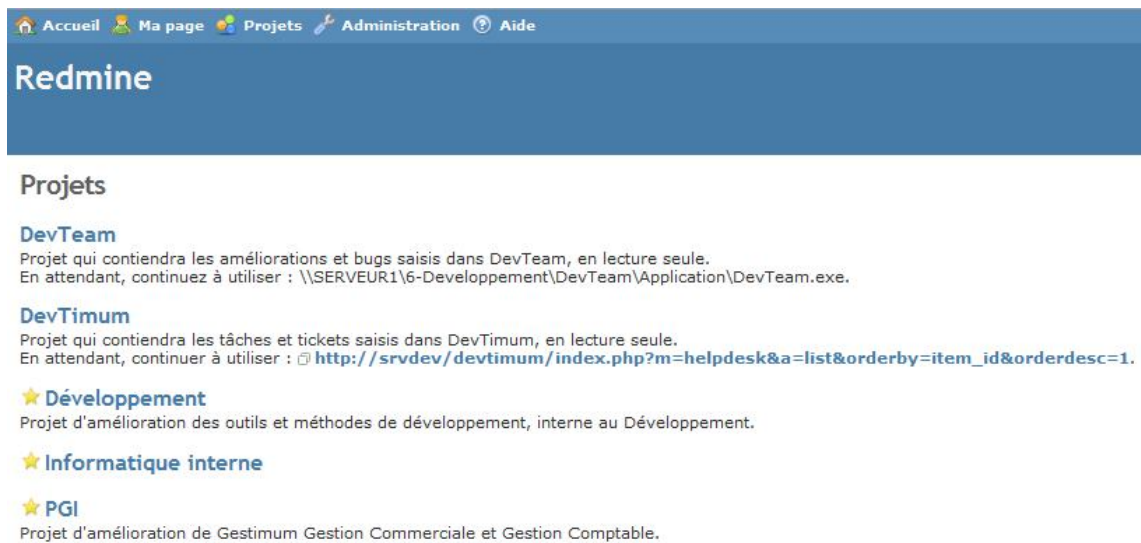 Accueil Ma page Projets Administration Aide
Redmine
Projets
DevTeam
Projet qui contiendra les améliorations et bugs saisis dans DevTeam, en lecture seule.
En attendant, continuez à utiliser : \\SERVEUR1\6-Developpement\DevTeam\Application\DevTeam.exe.
DevTimum
Projet qui contiendra les tâches et tickets saisis dans DevTimum, en lecture seule.
En attendant, continuer à utiliser : http://srvdev/devtimum/index.php?m=helpdesk&a=list&orderby=item_id&orderdesc=1.
Développement
Projet d'amélioration des outils et méthodes de développement, interne au Développement.
Informatique interne
PGI
Projet d'amélioration de Gestimum Gestion Commerciale et Gestion Comptable.